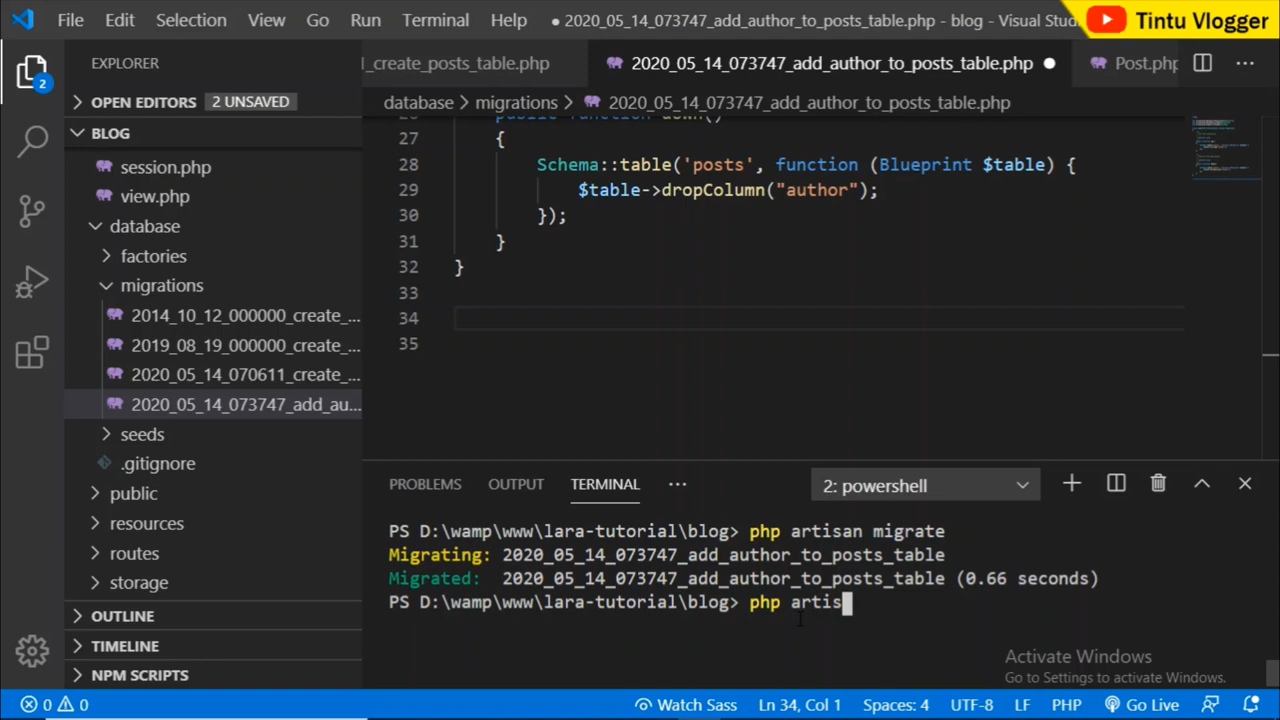 File Edit Selection View Go Run Terminal Help
● 2020_05_14_073747_add_author_to_posts_table.php - blog - Visual Stud
Tintu Vlogger
EXPLORER
_create_posts_table.php
2020_05_14_073747_add_author_to_posts_table.php ●
Post.php
OPEN EDITORS 2 UNSAVED
database > migrations > 2020_05_14_073747_add_author_to_posts_table.php
BLOG
session.php
view.php
database
factories
migrations
2014_10_12_000000_create_...
2019_08_19_000000_create_...
2020_05_14_070611_create_...
2020_05_14_073747_add_au...
seeds
.gitignore
public
resources
routes
storage
OUTLINE
TIMELINE
NPM SCRIPTS
2
26 public function down()
27 {
28 Schema::table('posts', function (Blueprint $table) {
29 $table->dropColumn("author");
30 });
31 }
32 }
33
34
35
PROBLEMS OUTPUT TERMINAL ··· 2: powershell
PS D:\wamp\www\lara-tutorial\blog> php artisan migrate
Migrating: 2020_05_14_073747_add_author_to_posts_table
Migrated: 2020_05_14_073747_add_author_to_posts_table (0.66 seconds)
PS D:\wamp\www\lara-tutorial\blog> php artis
Activate Windows
Go to Settings to activate Windows.
0 0 Watch Sass Ln 34, Col 1 Spaces: 4 UTF-8 LF PHP Go Live